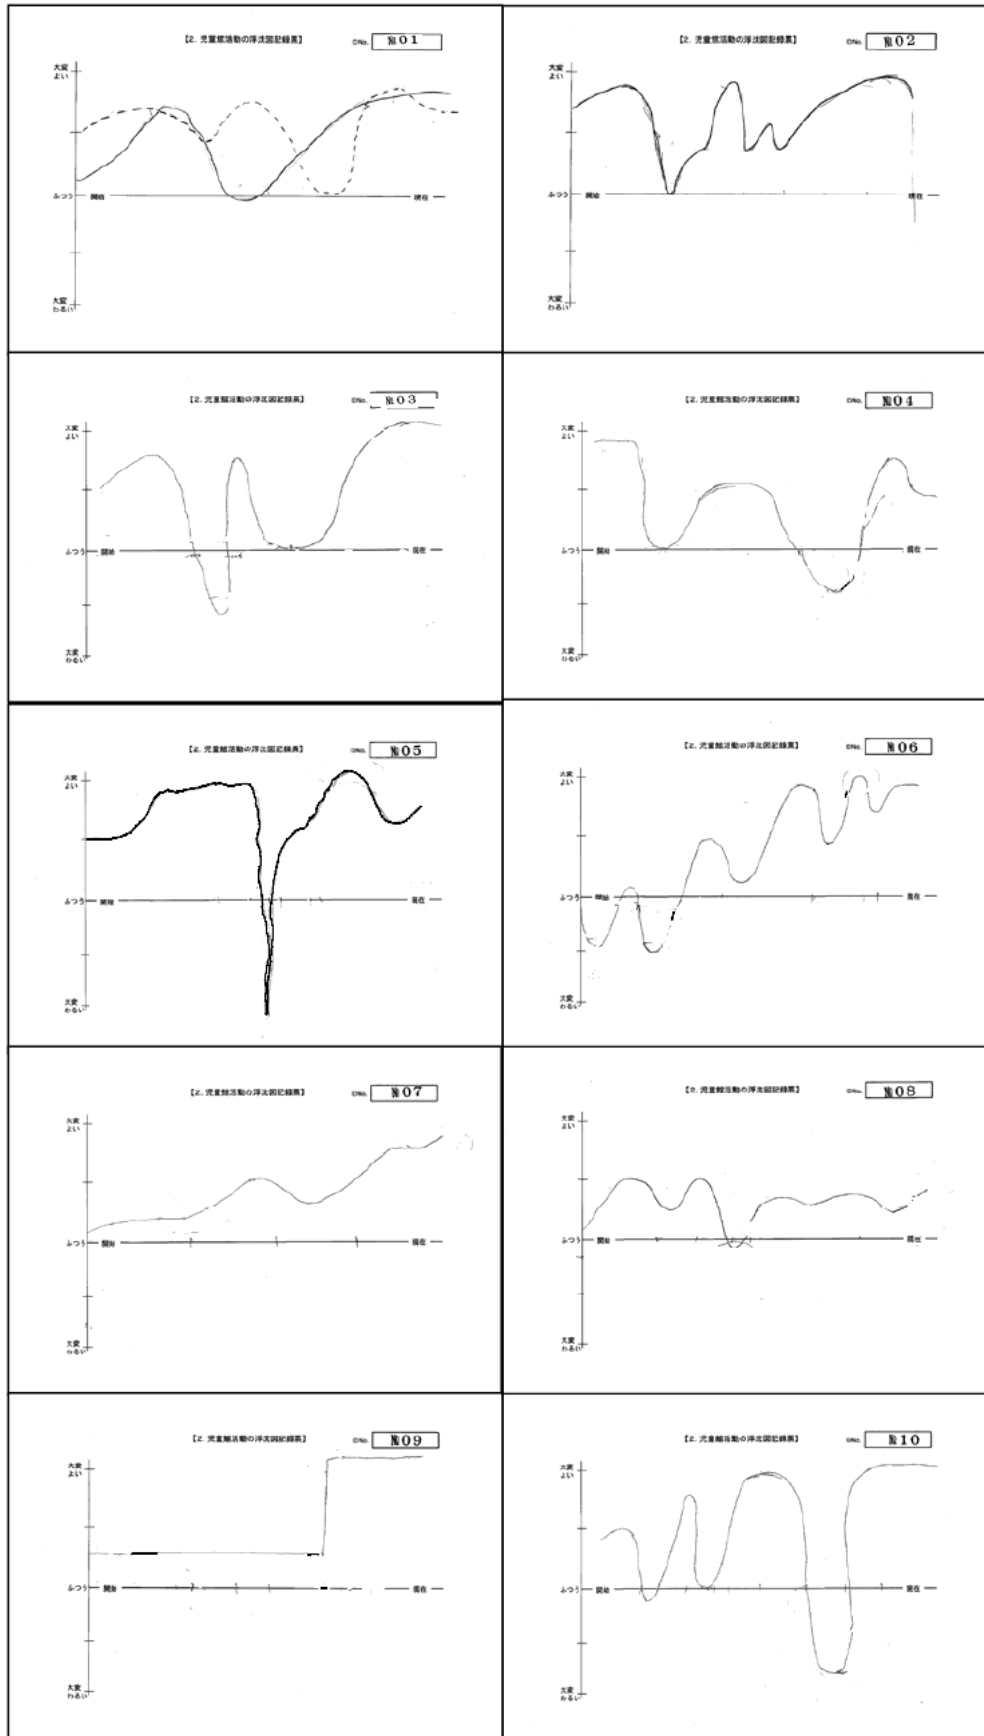 【2. 児童館活動の浮沈図記録票】 IDNo. №01
大変
よい
ふつう 開始 現在
大変
わるい
【2. 児童館活動の浮沈図記録票】 IDNo. №02
大変
よい
ふつう 開始 現在
大変
わるい
【2. 児童館活動の浮沈図記録票】 IDNo. №03
大変
よい
ふつう 開始 現在
大変
わるい
【2. 児童館活動の浮沈図記録票】 IDNo. №04
大変
よい
ふつう 開始 現在
大変
わるい
【2. 児童館活動の浮沈図記録票】 IDNo. №05
大変
よい
ふつう 開始 現在
大変
わるい
【2. 児童館活動の浮沈図記録票】 IDNo. №06
大変
よい
ふつう 開始 現在
大変
わるい
【2. 児童館活動の浮沈図記録票】 IDNo. №07
大変
よい
ふつう 開始 現在
大変
わるい
【2. 児童館活動の浮沈図記録票】 IDNo. №08
大変
よい
ふつう 開始 現在
大変
わるい
【2. 児童館活動の浮沈図記録票】 IDNo. №09
大変
よい
ふつう 開始 現在
大変
わるい
【2. 児童館活動の浮沈図記録票】 IDNo. №10
大変
よい
ふつう 開始 現在
大変
わるい